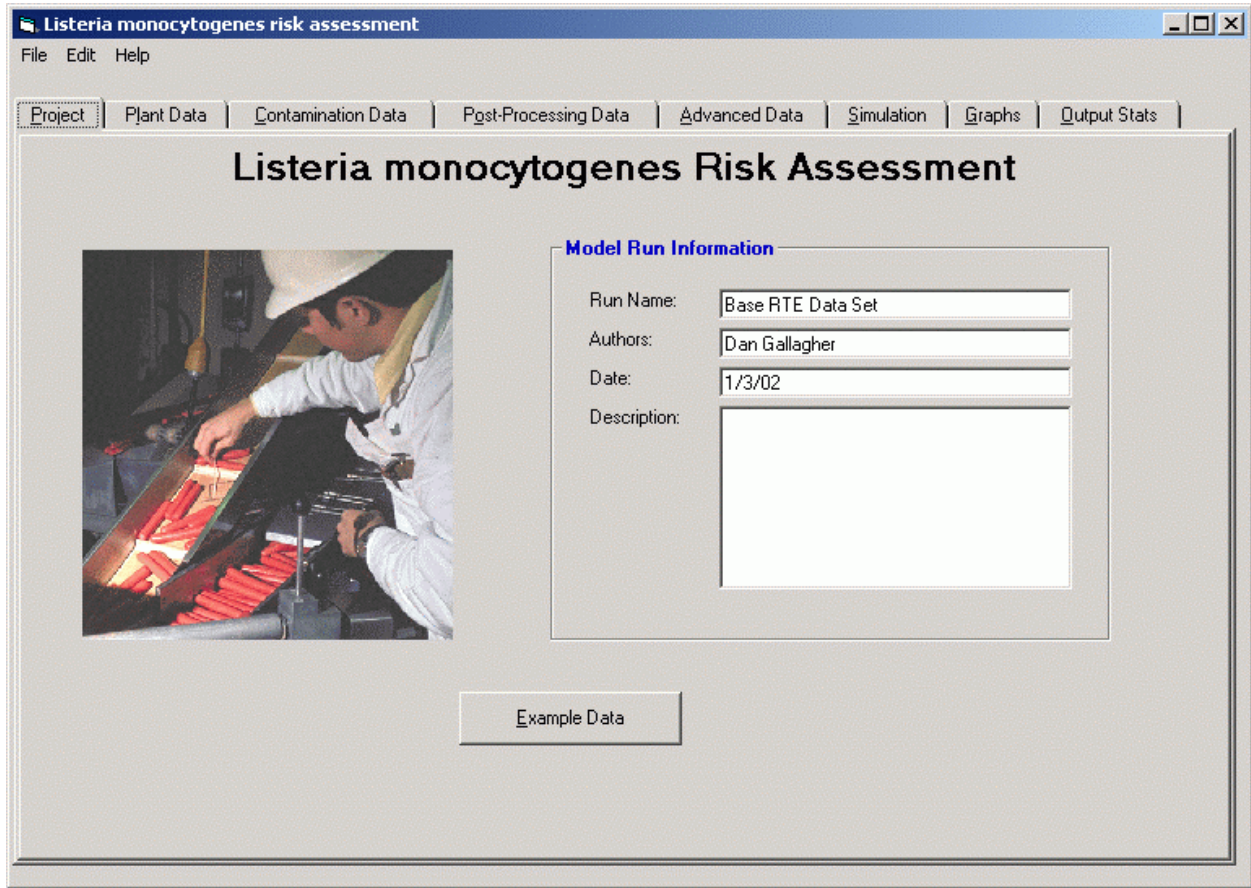 Listeria monocytogenes risk assessment
File Edit Help
Project Plant Data Contamination Data Post-Processing Data Advanced Data Simulation Graphs Output Stats
Listeria monocytogenes Risk Assessment
Model Run Information
Run Name: Base RTE Data Set
Authors: Dan Gallagher
Date: 1/3/02
Description:
Example Data